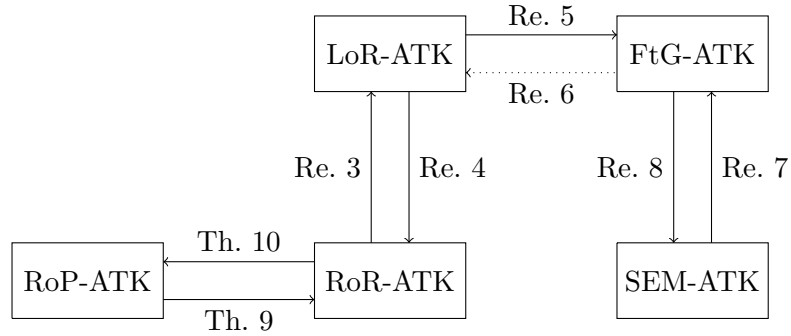 Re. 5
LoR-ATK
FtG-ATK
Re. 6
Re. 3
Re. 4
Re. 8
Re. 7
Th. 10
RoP-ATK
RoR-ATK
SEM-ATK
Th. 9